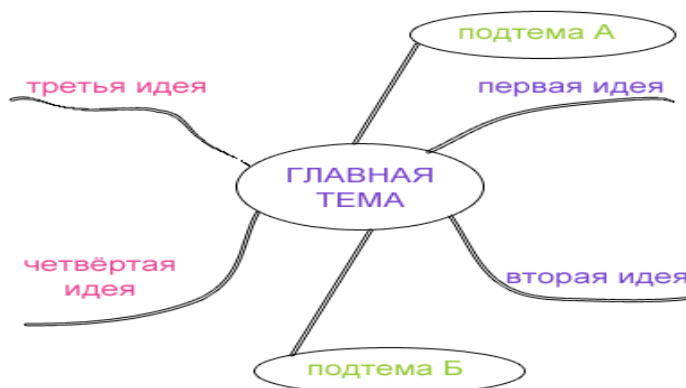 подтема А
третья идея
первая идея
ГЛАВНАЯ
ТЕМА
четвёртая
идея
вторая идея
подтема Б